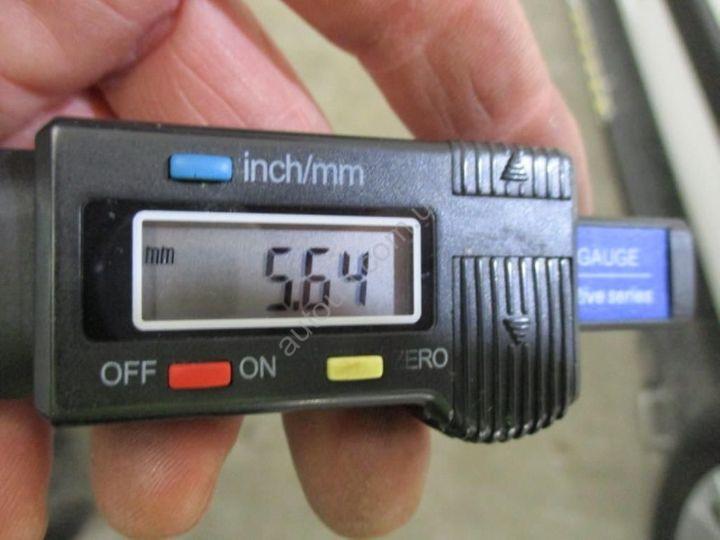 inch/mm
mm 5.64
OFF ON ZERO
GAUGE
tive series